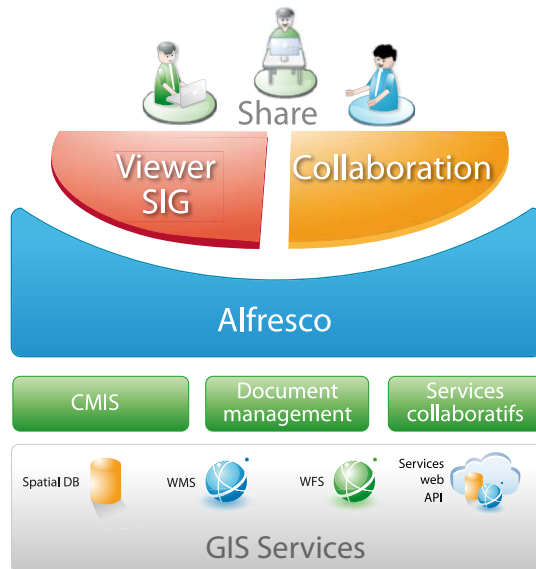 Share
Viewer
SIG
Collaboration
Alfresco
CMIS
Document
management
Services
collaboratifs
Spatial DB
WMS
WFS
Services
web
API
GIS Services